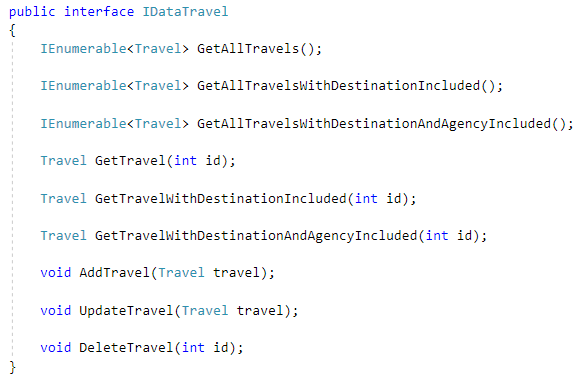 public interface IDataTravel
{
IEnumerable<Travel> GetAllTravels();
IEnumerable<Travel> GetAllTravelsWithDestinationIncluded();
IEnumerable<Travel> GetAllTravelsWithDestinationAndAgencyIncluded();
Travel GetTravel(int id);
Travel GetTravelWithDestinationIncluded(int id);
Travel GetTravelWithDestinationAndAgencyIncluded(int id);
void AddTravel(Travel travel);
void UpdateTravel(Travel travel);
void DeleteTravel(int id);
}